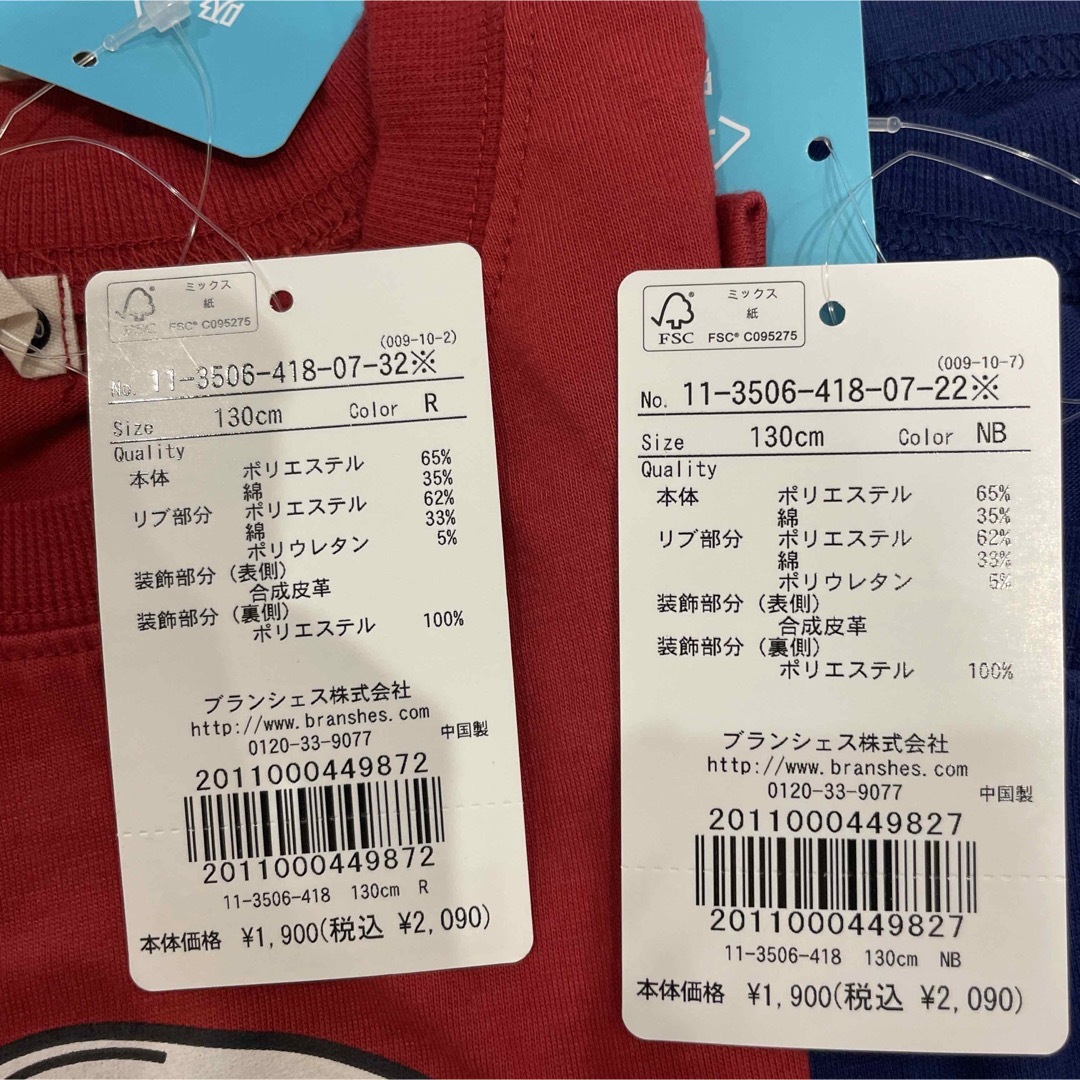 吸
ミックス
紙
FSC
FSC® C095275
(009-10-2)
No. 11-3506-418-07-32※
Size 130cm Color R
Quality
本体 ポリエステル 65%
綿 35%
リブ部分 ポリエステル 62%
綿 33%
ポリウレタン 5%
装飾部分（表側）
合成皮革
装飾部分（裏側）
ポリエステル 100%
ブランシェス株式会社
http://www.branshes.com
0120-33-9077 中国製
2011000449872
2011000449872
11-3506-418 130cm R
本体価格 ¥1,900(税込 ¥2,090)
ミックス
紙
FSC
FSC® C095275
(009-10-7)
No. 11-3506-418-07-22※
Size 130cm Color NB
Quality
本体 ポリエステル 65%
綿 35%
リブ部分 ポリエステル 62%
綿 33%
ポリウレタン 5%
装飾部分（表側）
合成皮革
装飾部分（裏側）
ポリエステル 100%
ブランシェス株式会社
http://www.branshes.com
0120-33-9077 中国製
2011000449827
2011000449827
11-3506-418 130cm NB
本体価格 ¥1,900(税込 ¥2,090)